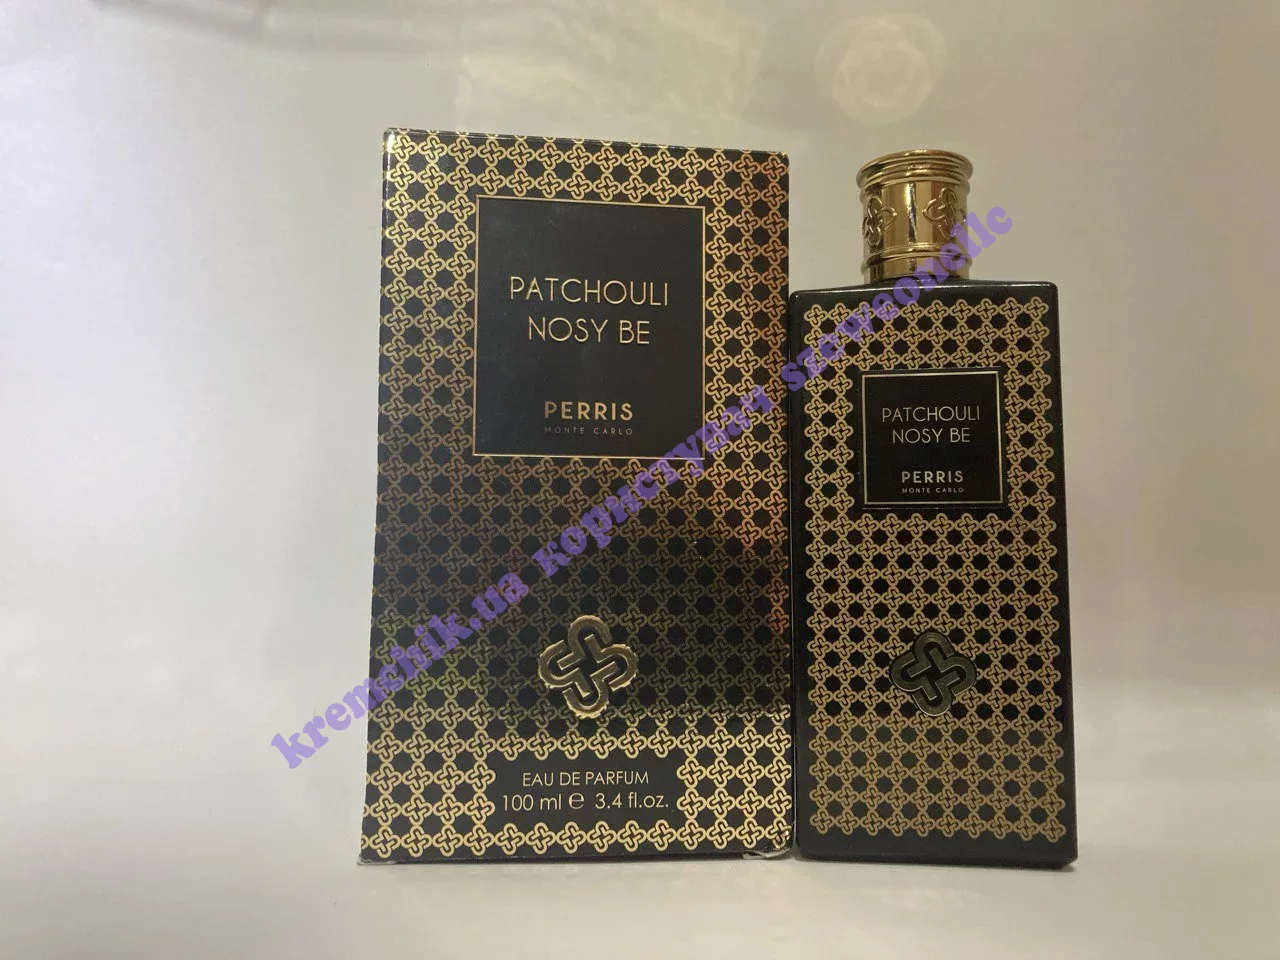 PATCHOULI
NOSY BE
PERRIS
MONTE CARLO
EAU DE PARFUM
100 ml ℮ 3.4 fl.oz.
PATCHOULI
NOSY BE
PERRIS
MONTE CARLO
kremchik.ua користувач szeweonellc